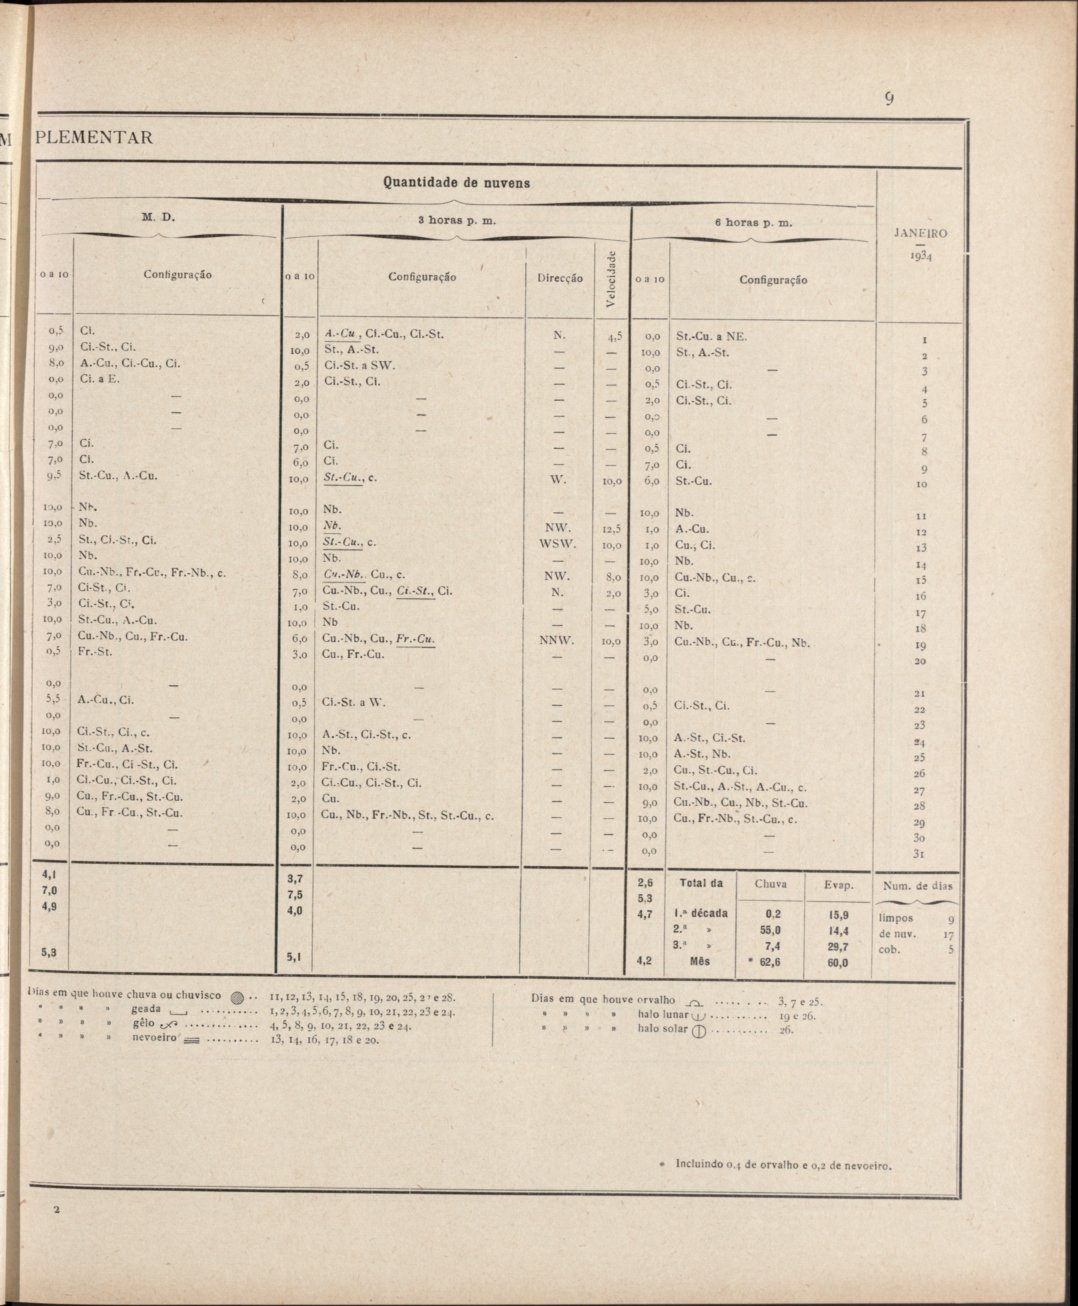 9
PLEMENTAR
Quantidade de nuvens
M. D. 3 horas p. m. 6 horas p. m. JANEIRO — 1934
0 a 10 Configuração 0 a 10 Configuração Direcção Velocidade 0 a 10 Configuração
0,5 Ci. 2,0 A.-Cu, Ci.-Cu., Ci.-St. N. 4,5 0,0 St.-Cu. a NE. 1
9,0 Ci.-St., Ci. 10,0 St., A.-St. — — 10,0 St., A.-St. 2
8,0 A.-Cu., Ci.-Cu., Ci. 0,5 Ci.-St. a SW. — — 0,0 — 3
0,0 Ci. a E. 2,0 Ci.-St., Ci. — — 0,5 Ci.-St., Ci. 4
0,0 — 0,0 — — — 2,0 Ci.-St., Ci. 5
0,0 — 0,0 — — — 0,0 — 6
0,0 — 0,0 — — — 0,0 — 7
7,0 Ci. 7,0 Ci. — — 0,5 Ci. 8
7,0 Ci. 6,0 Ci. — — 7,0 Ci. 9
9,5 St.-Cu., A.-Cu. 10,0 St.-Cu., c. W. 10,0 6,0 St.-Cu. 10
10,0 Nb. 10,0 Nb. — — 10,0 Nb. 11
10,0 Nb. 10,0 Nb. NW. 12,5 1,0 A.-Cu. 12
2,5 St., Ci.-St., Ci. 10,0 St.-Cu., c. WSW. 10,0 1,0 Cu., Ci. 13
10,0 Nb. 10,0 Nb. — — 10,0 Nb. 14
10,0 Cu.-Nb., Fr.-Cu., Fr.-Nb., c. 8,0 Cu.-Nb., Cu., c. NW. 8,0 10,0 Cu.-Nb., Cu., c. 15
7,0 Ci-St., Ci. 7,0 Cu.-Nb., Cu., Ci.-St., Ci. N. 2,0 3,0 Ci. 16
3,0 Ci.-St., Ci. 1,0 St.-Cu. — — 5,0 St.-Cu. 17
10,0 St.-Cu., A.-Cu. 10,0 Nb — — 10,0 Nb. 18
7,0 Cu.-Nb., Cu., Fr.-Cu. 6,0 Cu.-Nb., Cu., Fr.-Cu. NNW. 10,0 3,0 Cu.-Nb., Cu., Fr.-Cu., Nb. 19
0,5 Fr.-St. 3,0 Cu., Fr.-Cu. — — 0,0 — 20
0,0 — 0,0 — — — 0,0 — 21
5,5 A.-Cu., Ci. 0,5 Ci.-St. a W. — — 0,5 Ci.-St., Ci. 22
0,0 — 0,0 — — — 0,0 — 23
10,0 Ci.-St., Ci., c. 10,0 A.-St., Ci.-St., c. — — 10,0 A.-St., Ci.-St. 24
10,0 St.-Cu., A.-St. 10,0 Nb. — — 10,0 A.-St., Nb. 25
10,0 Fr.-Cu., Ci -St., Ci. 10,0 Fr.-Cu., Ci.-St. — — 2,0 Cu., St.-Cu., Ci. 26
1,0 Ci.-Cu., Ci.-St., Ci. 2,0 Ci.-Cu., Ci.-St., Ci. — — 10,0 St.-Cu., A.-St., A.-Cu., c. 27
9,0 Cu., Fr.-Cu., St.-Cu. 2,0 Cu. — — 9,0 Cu.-Nb., Cu., Nb., St.-Cu. 28
8,0 Cu., Fr.-Cu., St.-Cu. 10,0 Cu., Nb., Fr.-Nb., St., St.-Cu., c. — — 10,0 Cu., Fr.-Nb., St.-Cu., c. 29
0,0 — 0,0 — — — 0,0 — 30
0,0 — 0,0 — — — 0,0 — 31
4,1 3,7 2,6 Total da Chuva Evap. Num. de dias
7,0 7,5 5,3
4,9 4,0 4,7 1.ª década 0,2 15,9 limpos 9
2.ª » 55,0 14,4 de nuv. 17
3.ª » 7,4 29,7 cob. 5
5,3 5,1 4,2 Mês * 62,6 60,0
Dias em que houve chuva ou chuvisco .. 11, 12, 13, 14, 15, 18, 19, 20, 25, e 28.
» » » » geada .......... 1, 2, 3, 4, 5, 6, 7, 8, 9, 10, 21, 22, 23 e 24.
» » » » gêlo ............ 4, 5, 8, 9, 10, 21, 22, 23 e 24.
» » » » nevoeiro .......... 13, 14, 16, 17, 18 e 20.
Dias em que houve orvalho ........ 3, 7 e 25.
» » » » halo lunar .......... 19 e 26.
» » » » halo solar .......... 26.
* Incluindo 0,4 de orvalho e 0,2 de nevoeiro.
2